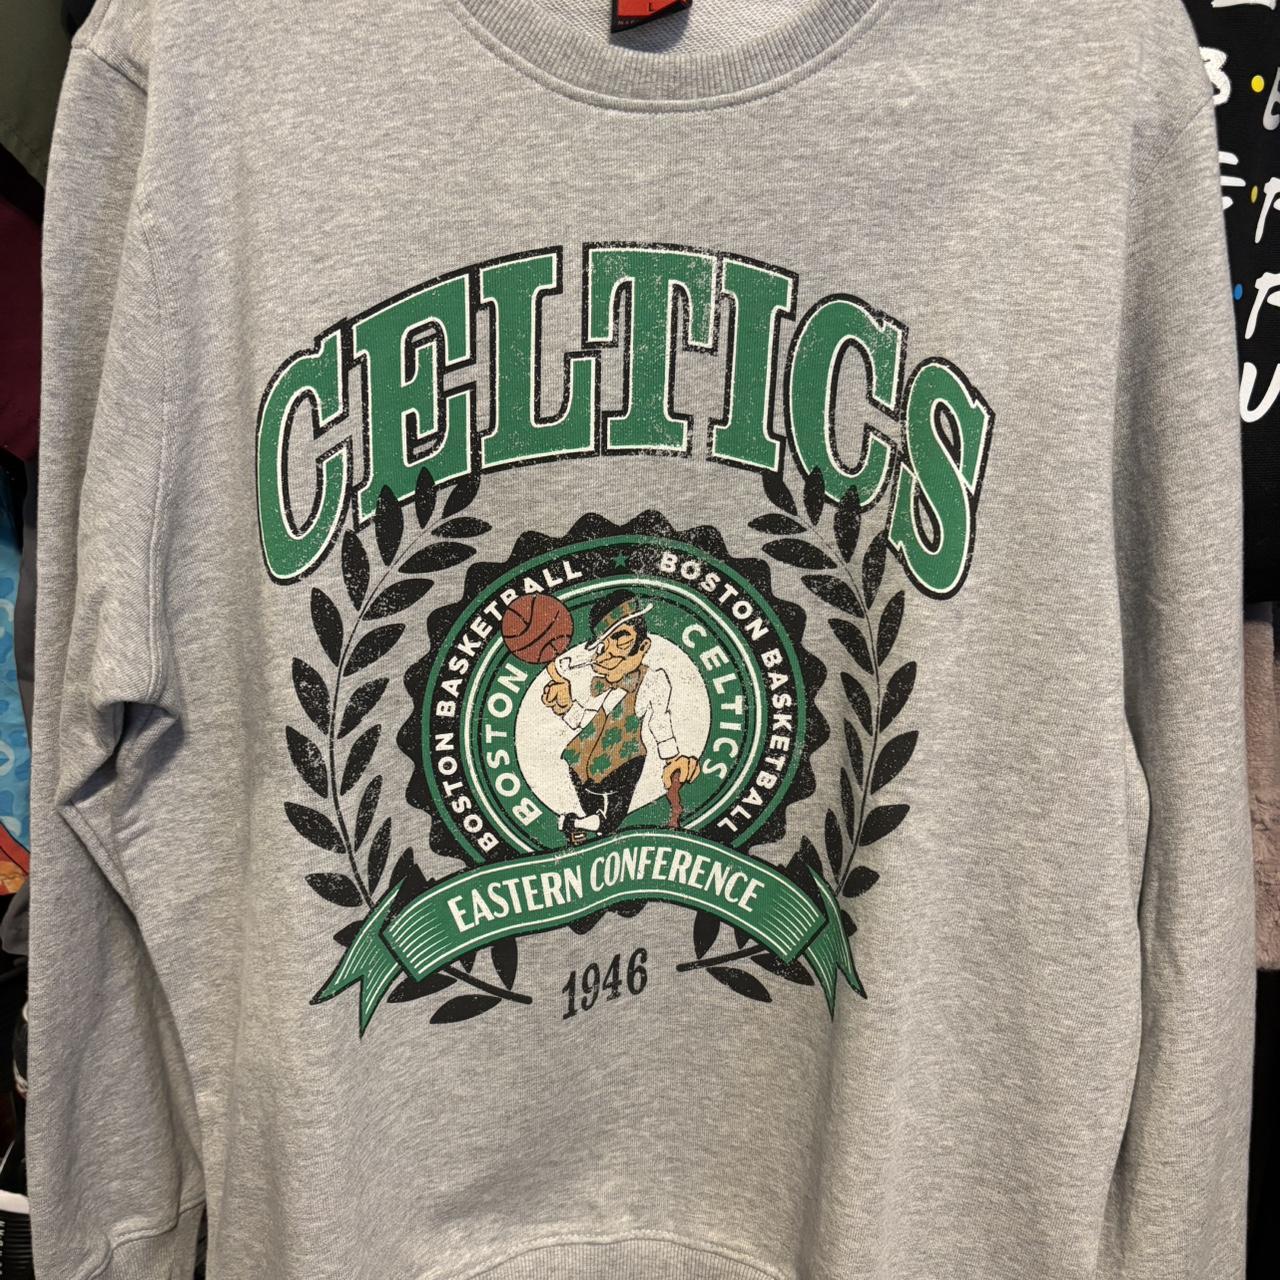 L
CELTICS
BOSTON BASKETBALL ★ BOSTON BASKETBALL
BOSTON CELTICS
EASTERN CONFERENCE
1946